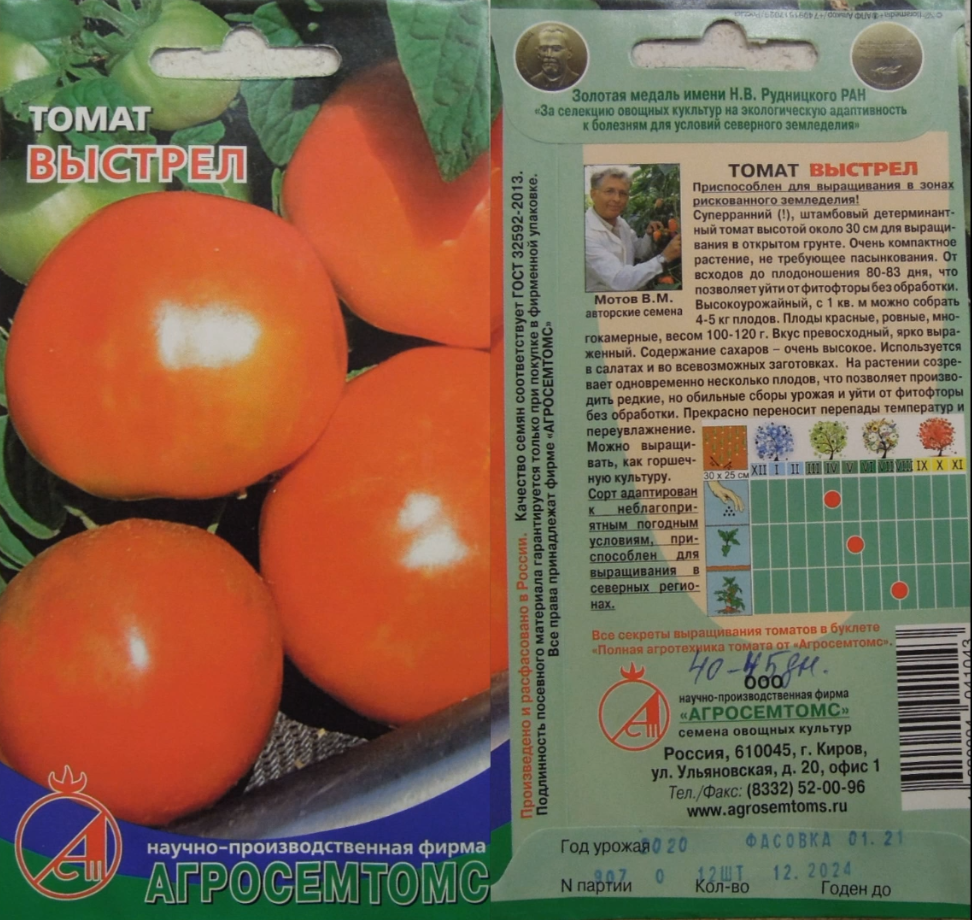 ТОМАТ
ВЫСТРЕЛ
научно-производственная фирма
АГРОСЕМТОМС
Золотая медаль имени Н.В. Рудницкого РАН
«За селекцию овощных кукльтур на экологическую адаптивность
к болезням для условий северного земледелия»
Произведено и расфасовано в России. Качество семян соответствует ГОСТ 32592-2013.
Подлинность посевного материала гарантируется только при покупке в фирменной упаковке.
Все права принадлежат фирме «АГРОСЕМТОМС»
ТОМАТ ВЫСТРЕЛ
Приспособлен для выращивания в зонах
рискованного земледелия!
Суперранний (!), штамбовый детерминант-
ный томат высотой около 30 см для выращи-
вания в открытом грунте. Очень компактное
растение, не требующее пасынкования. От
всходов до плодоношения 80-83 дня, что
позволяет уйти от фитофторы без обработки.
Высокоурожайный, с 1 кв. м можно собрать
4-5 кг плодов. Плоды красные, ровные, мно-
Мотов В.М.
авторские семена
гокамерные, весом 100-120 г. Вкус превосходный, ярко выра-
женный. Содержание сахаров – очень высокое. Используется
в салатах и во всевозможных заготовках. На растении созре-
вает одновременно несколько плодов, что позволяет произво-
дить редкие, но обильные сборы урожая и уйти от фитофторы
без обработки. Прекрасно переносит перепады температур и
переувлажнение.
Можно выращи-
вать, как горшеч-
ную культуру.
Сорт адаптирован
к неблагопри-
ятным погодным
условиям, при-
способлен для
выращивания в
северных регио-
нах.
30 х 25 см
XII I II III IV V VI VII VIII IX X XI
Все секреты выращивания томатов в буклете
«Полная агротехника томата от «Агросемтомс».
40-45 дн.
ООО
научно-производственная фирма
«АГРОСЕМТОМС»
семена овощных культур
Россия, 610045, г. Киров,
ул. Ульяновская, д. 20, офис 1
Тел./Факс: (8332) 52-00-96
www.agrosemtoms.ru
Год урожая 2020 ФАСОВКА 01.21
907 0 12ШТ 12.2024
N партии Кол-во Годен до